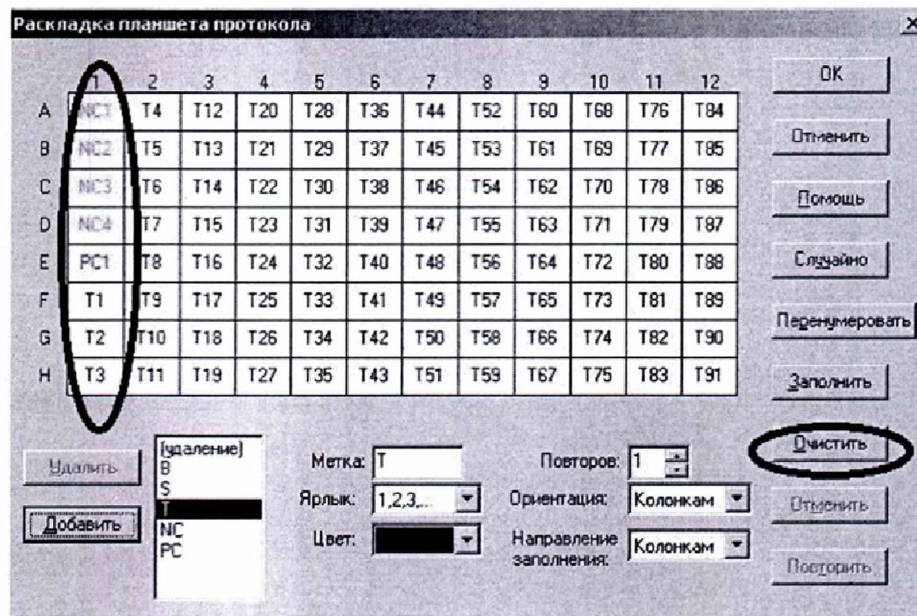 Раскладка планшета протокола
1 2 3 4 5 6 7 8 9 10 11 12
A NC1 T4 T12 T20 T28 T36 T44 T52 T60 T68 T76 T84
B NC2 T5 T13 T21 T29 T37 T45 T53 T61 T69 T77 T85
C NC3 T6 T14 T22 T30 T38 T46 T54 T62 T70 T78 T86
D NC4 T7 T15 T23 T31 T39 T47 T55 T63 T71 T79 T87
E PC1 T8 T16 T24 T32 T40 T48 T56 T64 T72 T80 T88
F T1 T9 T17 T25 T33 T41 T49 T57 T65 T73 T81 T89
G T2 T10 T18 T26 T34 T42 T50 T58 T66 T74 T82 T90
H T3 T11 T19 T27 T35 T43 T51 T59 T67 T75 T83 T91
OK
Отменить
Помощь
Случайно
Перенумеровать
Заполнить
Очистить
Отменить
Повторить
Удалить
Добавить
(удаление)
B
S
T
NC
PC
Метка: T
Ярлык: 1,2,3,...
Цвет:
Повторов: 1
Ориентация: Колонкам
Направление
заполнения: Колонкам